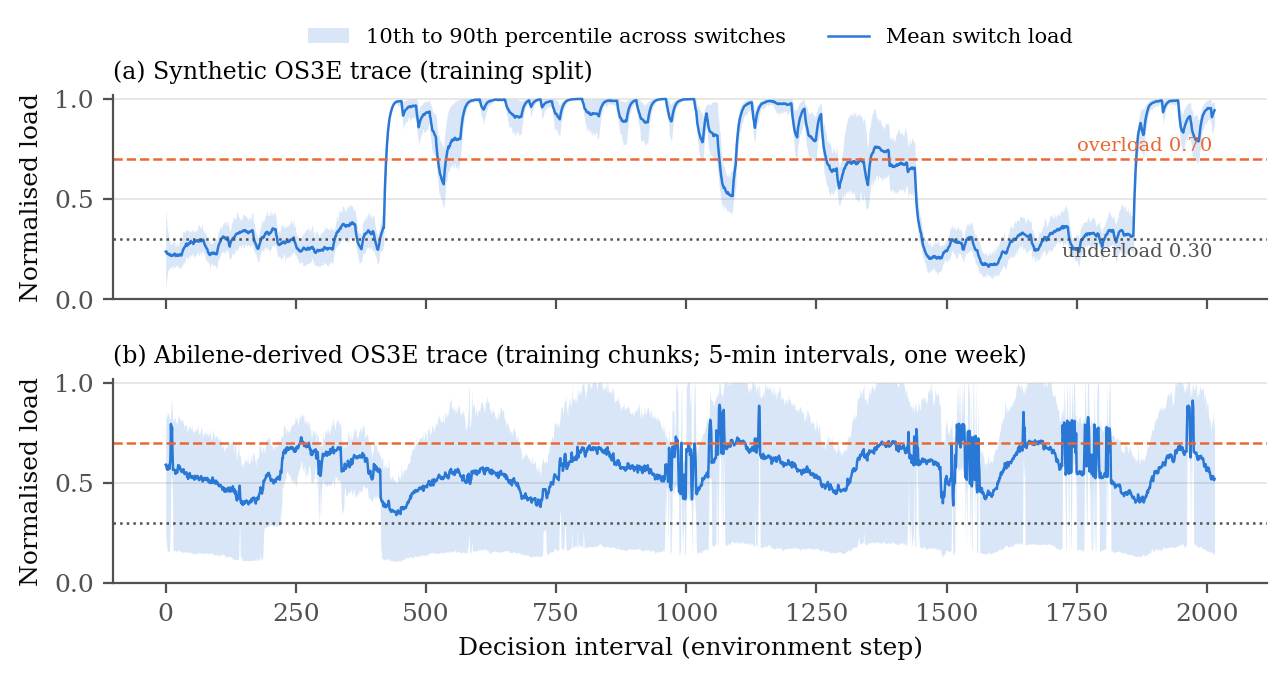 10th to 90th percentile across switches
Mean switch load
(a) Synthetic OS3E trace (training split)
Normalised load
1.0
0.5
0.0
overload 0.70
underload 0.30
(b) Abilene-derived OS3E trace (training chunks; 5-min intervals, one week)
Normalised load
1.0
0.5
0.0
0 250 500 750 1000 1250 1500 1750 2000
Decision interval (environment step)